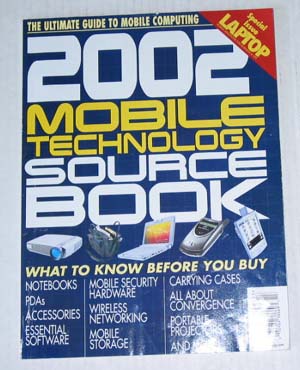 THE ULTIMATE GUIDE TO MOBILE COMPUTING
Special
Issue
LAPTOP
2002
MOBILE
TECHNOLOGY
SOURCE
BOOK
WHAT TO KNOW BEFORE YOU BUY
NOTEBOOKS
PDAs
ACCESSORIES
ESSENTIAL
SOFTWARE
MOBILE SECURITY
HARDWARE
WIRELESS
NETWORKING
MOBILE
STORAGE
CARRYING CASES
ALL ABOUT
CONVERGENCE
PORTABLE
PROJECTORS
AND